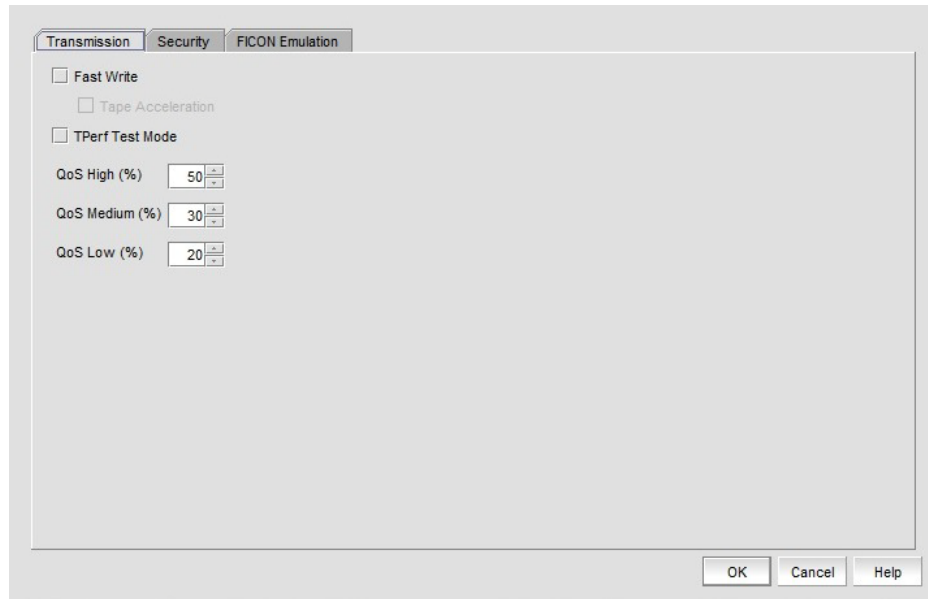 Transmission Security FICON Emulation
Fast Write
Tape Acceleration
TPerf Test Mode
QoS High (%) 50
QoS Medium (%) 30
QoS Low (%) 20
OK Cancel Help